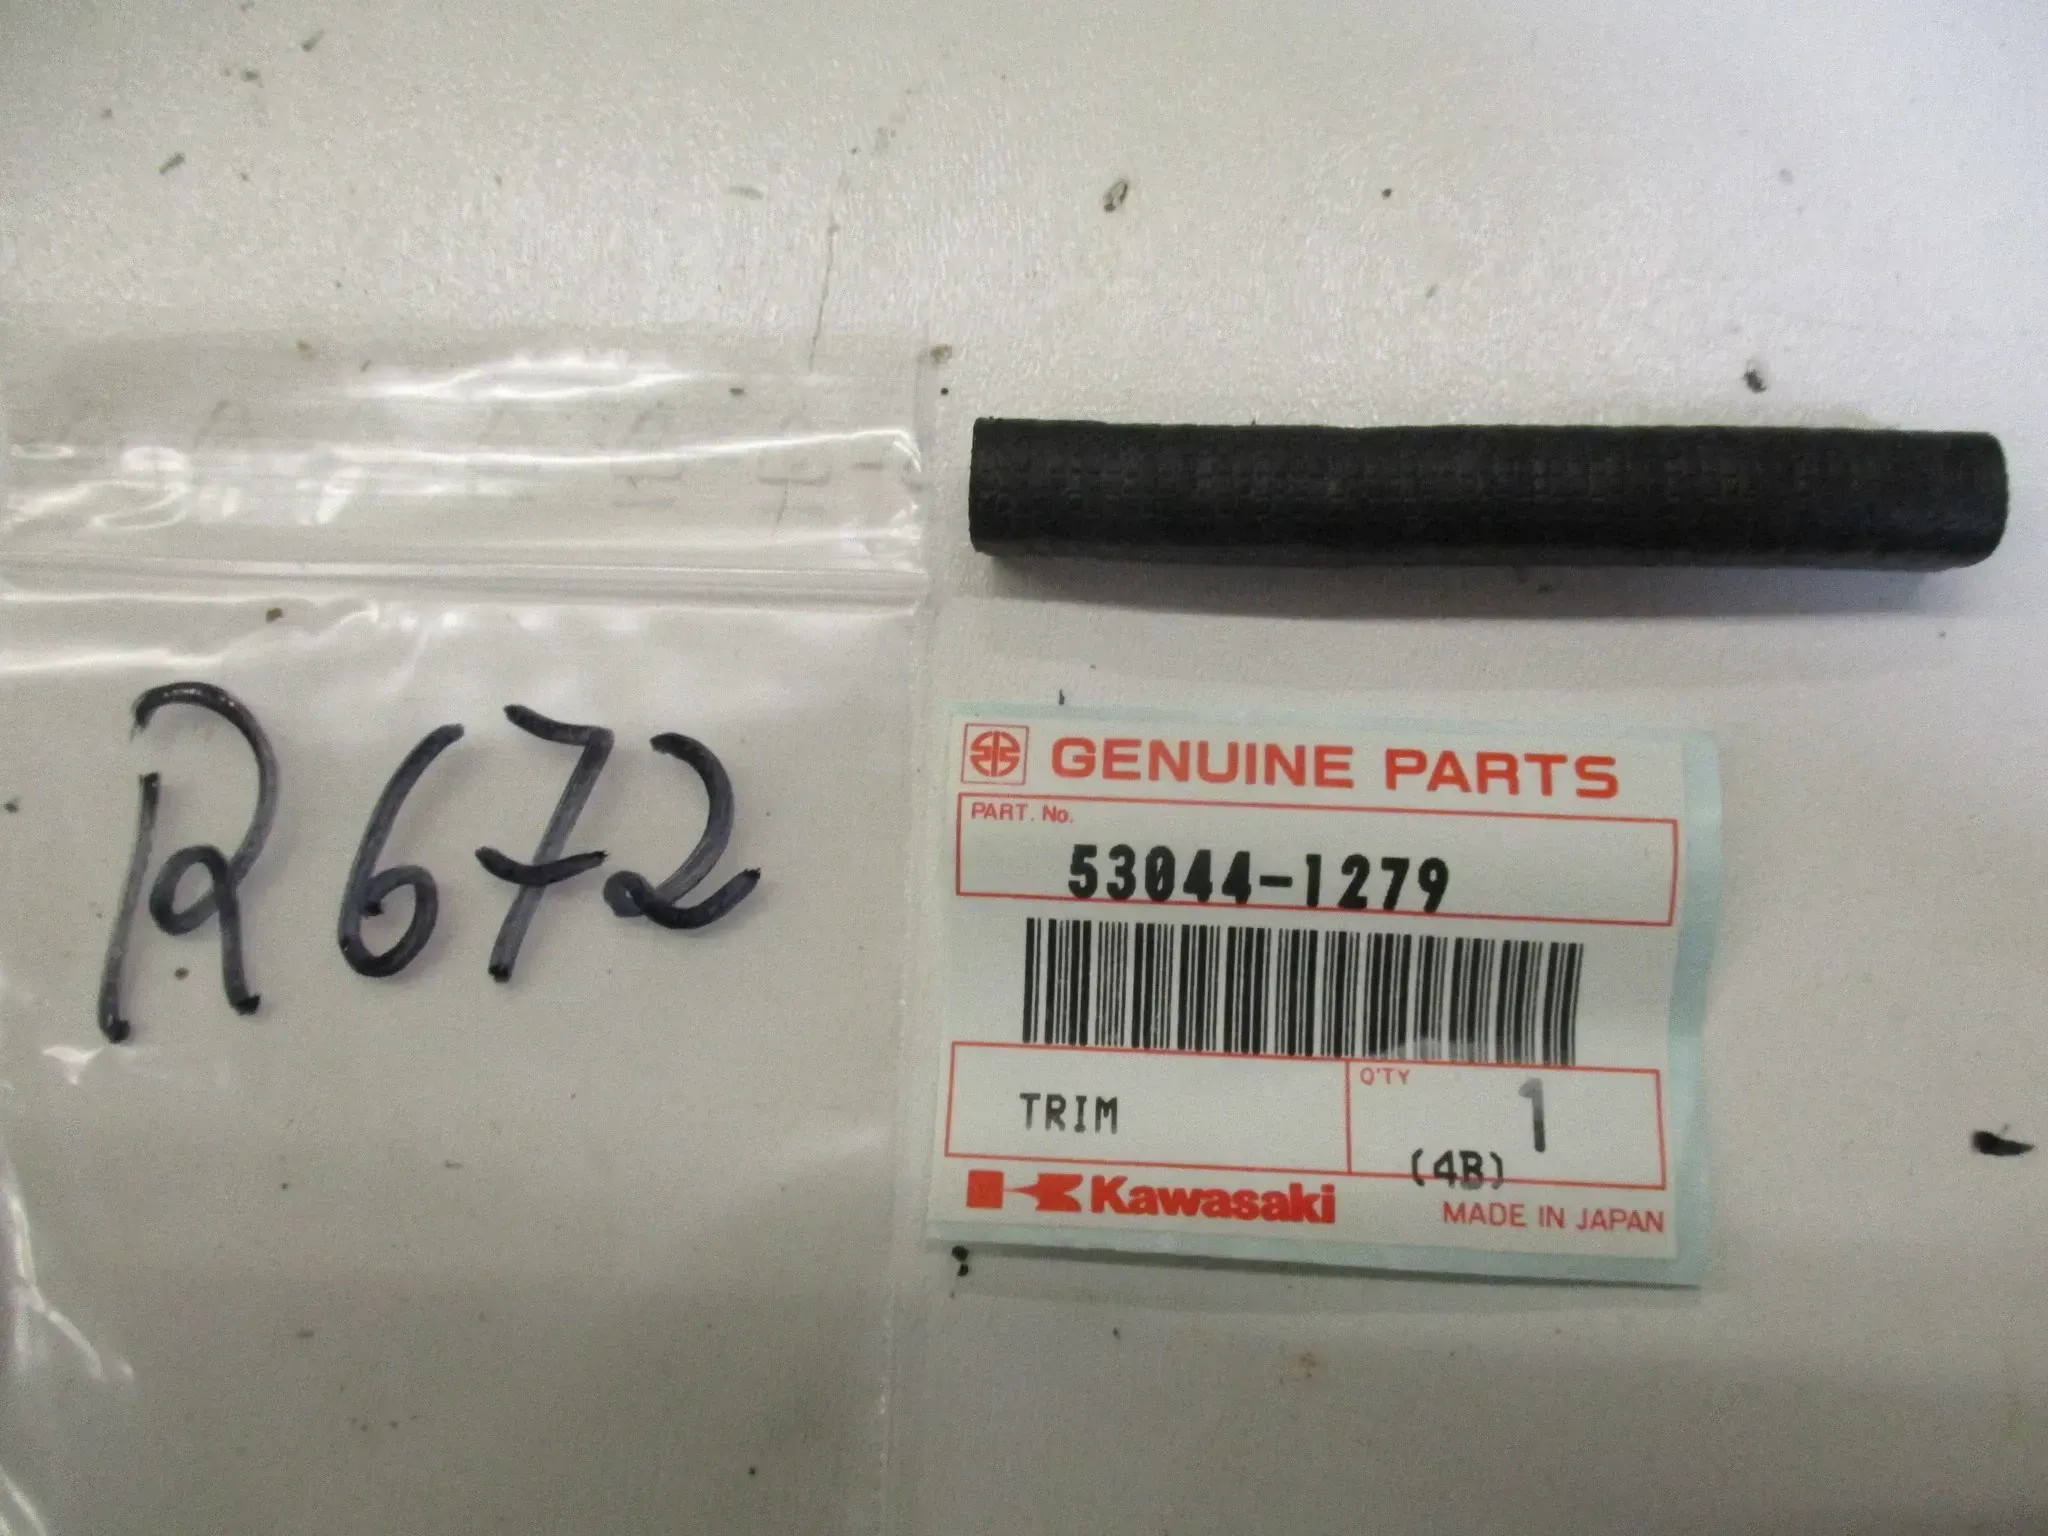 R672
GENUINE PARTS
PART. No.
53044-1279
TRIM
Q'TY
1
(4B)
Kawasaki
MADE IN JAPAN